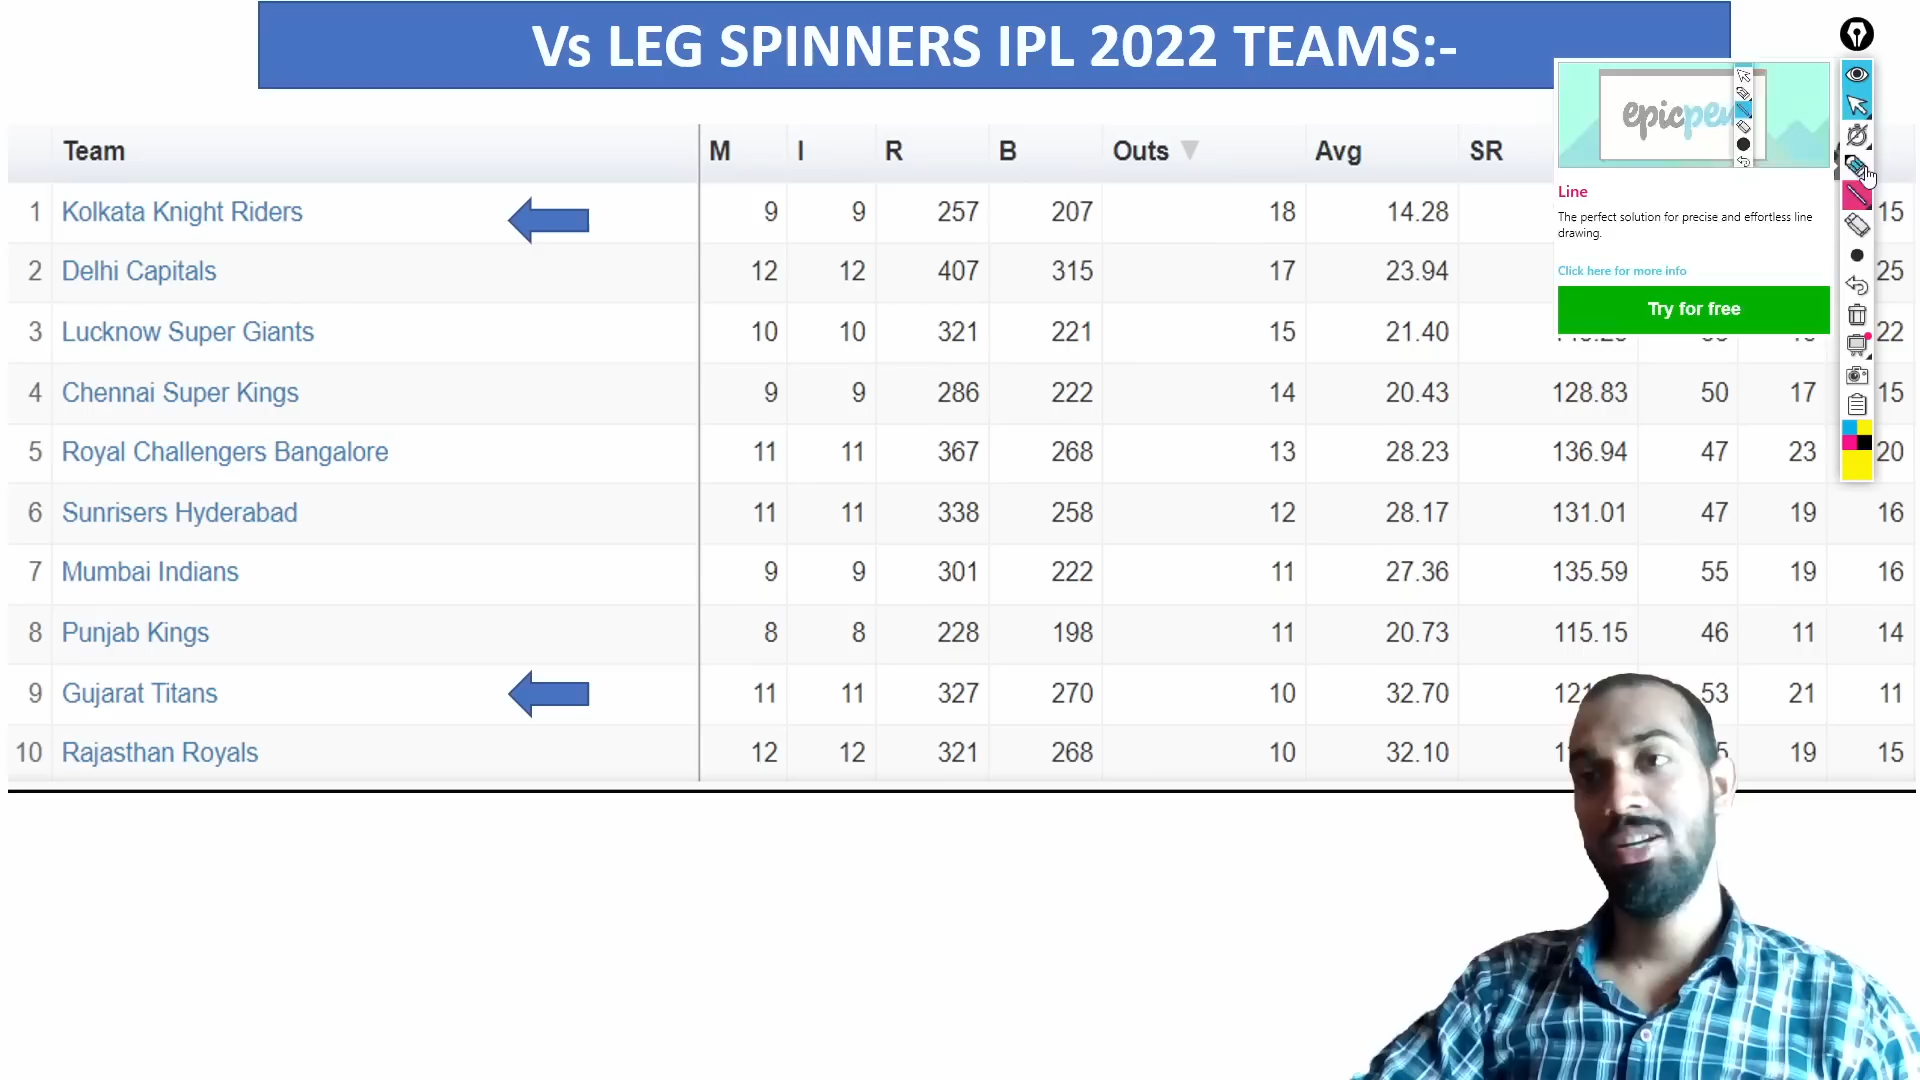 Vs LEG SPINNERS IPL 2022 TEAMS:-
epicpen
Team M I R B Outs Avg SR
1 Kolkata Knight Riders 9 9 257 207 18 14.28 15
2 Delhi Capitals 12 12 407 315 17 23.94 25
3 Lucknow Super Giants 10 10 321 221 15 21.40 22
4 Chennai Super Kings 9 9 286 222 14 20.43 128.83 50 17 15
5 Royal Challengers Bangalore 11 11 367 268 13 28.23 136.94 47 23 20
6 Sunrisers Hyderabad 11 11 338 258 12 28.17 131.01 47 19 16
7 Mumbai Indians 9 9 301 222 11 27.36 135.59 55 19 16
8 Punjab Kings 8 8 228 198 11 20.73 115.15 46 11 14
9 Gujarat Titans 11 11 327 270 10 32.70 53 21 11
10 Rajasthan Royals 12 12 321 268 10 32.10 19 15
Line
The perfect solution for precise and effortless line
drawing.
Click here for more info
Try for free